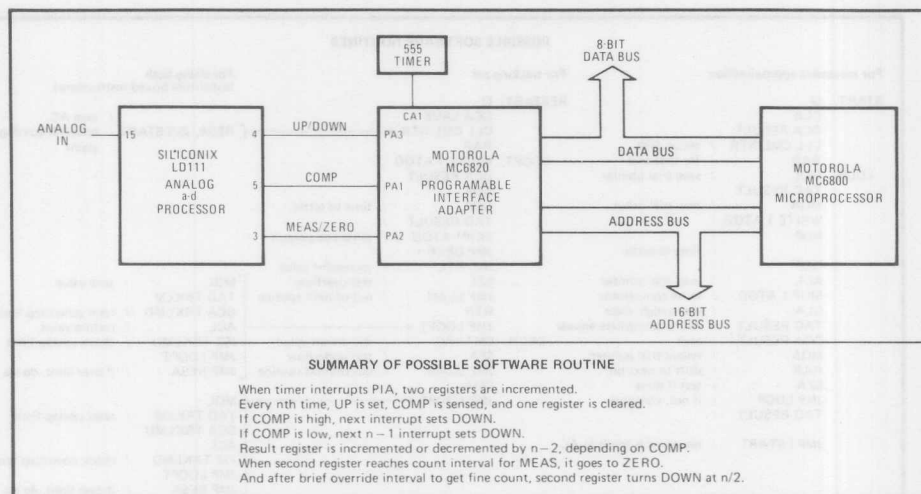 555
TIMER
8-BIT
DATA BUS
CA1
ANALOG
IN
15
4
UP/DOWN
PA3
SILICONIX
LD111
ANALOG
a-d
PROCESSOR
5
COMP
PA1
MOTOROLA
MC6820
PROGRAMABLE
INTERFACE
ADAPTER
DATA BUS
MOTOROLA
MC6800
MICROPROCESSOR
3
MEAS/ZERO
PA2
ADDRESS BUS
16-BIT
ADDRESS BUS
SUMMARY OF POSSIBLE SOFTWARE ROUTINE
When timer interrupts PIA, two registers are incremented.
Every nth time, UP is set, COMP is sensed, and one register is cleared.
If COMP is high, next interrupt sets DOWN.
If COMP is low, next n – 1 interrupt sets DOWN.
Result register is incremented or decremented by n–2, depending on COMP.
When second register reaches count interval for MEAS, it goes to ZERO.
And after brief override interval to get fine count, second register turns DOWN at n/2.